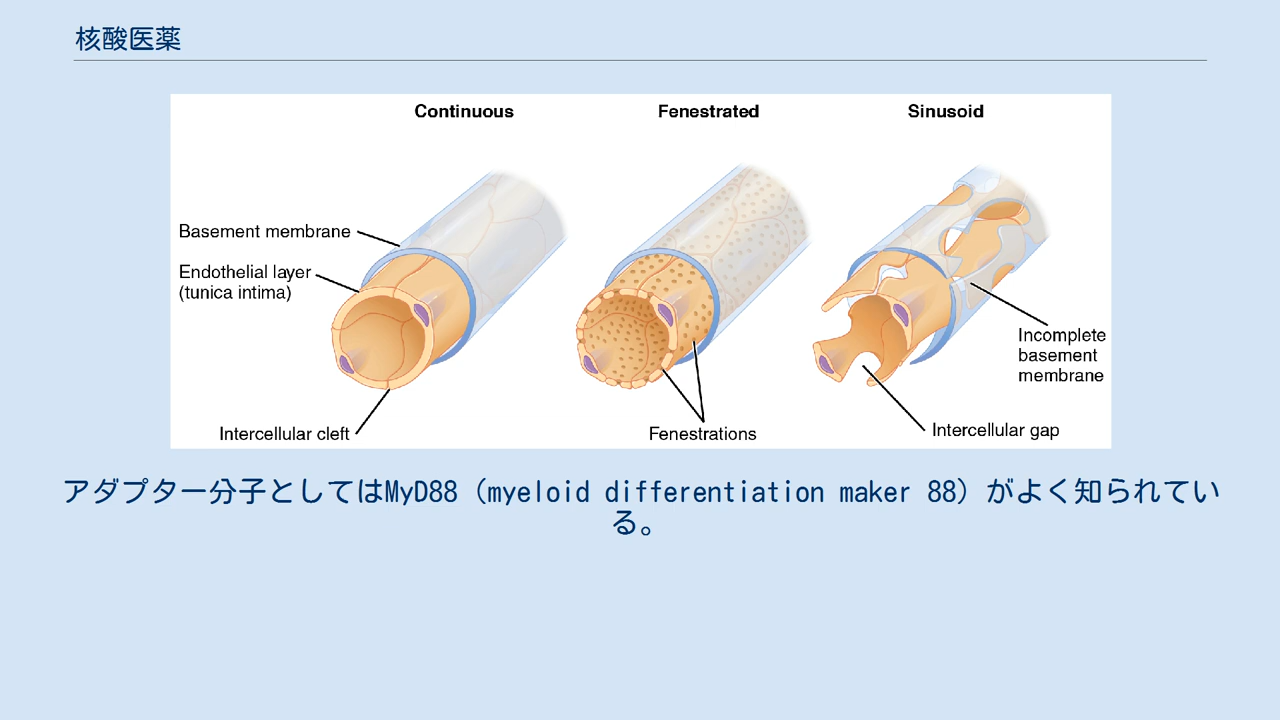 核酸医薬
Continuous
Fenestrated
Sinusoid
Basement membrane
Endothelial layer
(tunica intima)
Incomplete
basement
membrane
Intercellular cleft
Fenestrations
Intercellular gap
アダプター分子としてはMyD88（myeloid differentiation maker 88）がよく知られてい
る。